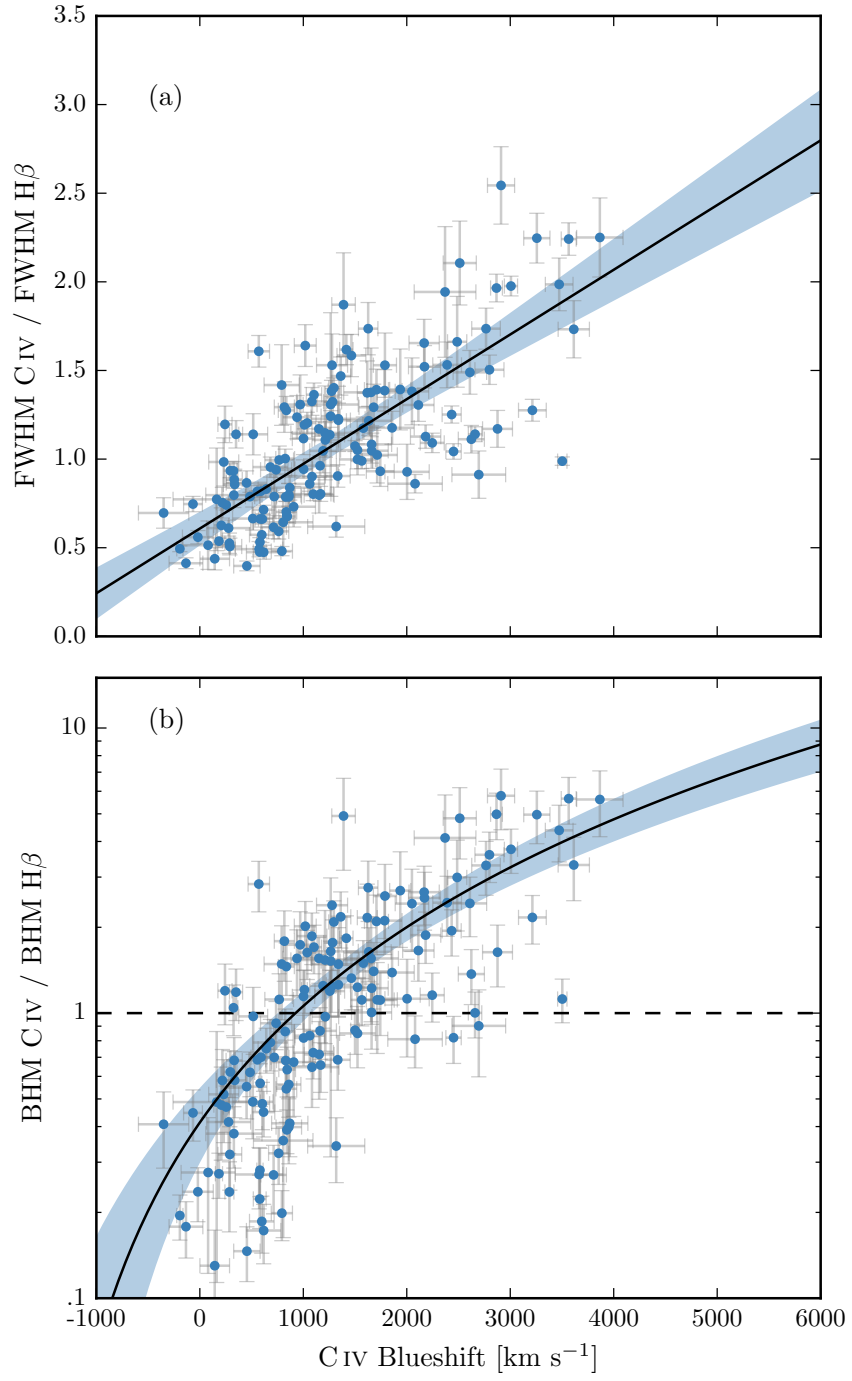 3.5
3.0
2.5
2.0
1.5
1.0
0.5
0.0
FWHM C IV / FWHM Hβ
(a)
10
1
.1
BHM C IV / BHM Hβ
(b)
-1000 0 1000 2000 3000 4000 5000 6000
C IV Blueshift [km s⁻¹]